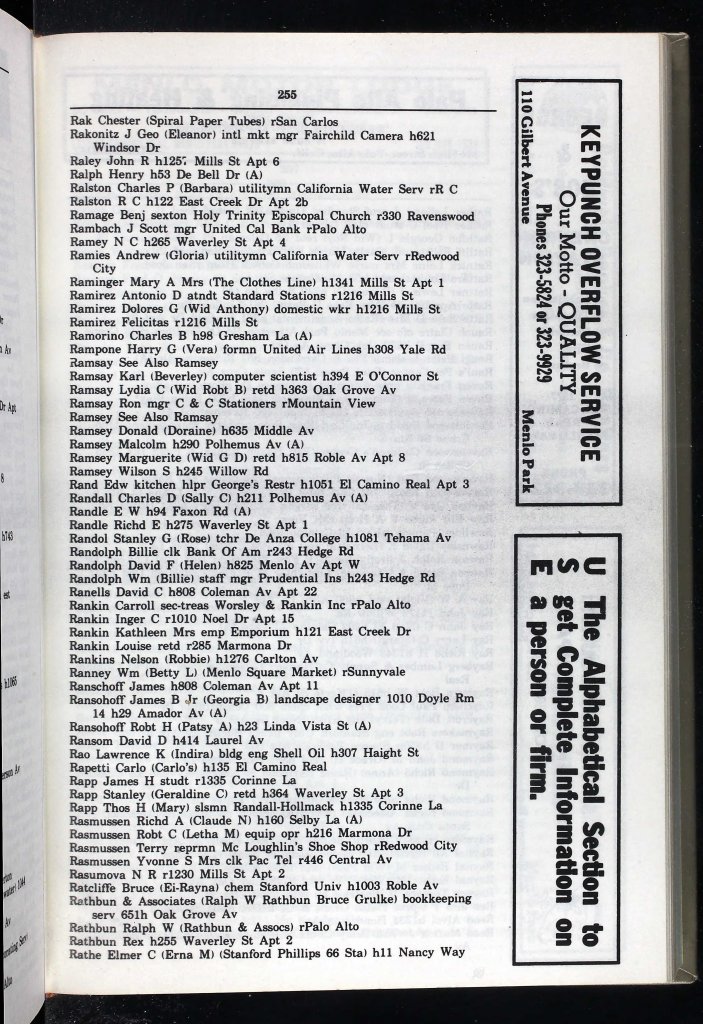 255
Rak Chester (Spiral Paper Tubes) rSan Carlos
Rakonitz J Geo (Eleanor) intl mkt mgr Fairchild Camera h621
Windsor Dr
Raley John R h1257 Mills St Apt 6
Ralph Henry h53 De Bell Dr (A)
Ralston Charles P (Barbara) utilitymn California Water Serv rR C
Ralston R C h122 East Creek Dr Apt 2b
Ramage Benj sexton Holy Trinity Episcopal Church r330 Ravenswood
Rambach J Scott mgr United Cal Bank rPalo Alto
Ramey N C h265 Waverley St Apt 4
Ramies Andrew (Gloria) utilitymn California Water Serv rRedwood
City
Raminger Mary A Mrs (The Clothes Line) h1341 Mills St Apt 1
Ramirez Antonio D atndt Standard Stations r1216 Mills St
Ramirez Dolores G (Wid Anthony) domestic wkr h1216 Mills St
Ramirez Felicitas r1216 Mills St
Ramorino Charles B h98 Gresham La (A)
Rampone Harry G (Vera) formn United Air Lines h308 Yale Rd
Ramsay See Also Ramsey
Ramsay Karl (Beverley) computer scientist h394 E O'Connor St
Ramsay Lydia C (Wid Robt B) retd h363 Oak Grove Av
Ramsay Ron mgr C & C Stationers rMountain View
Ramsey See Also Ramsay
Ramsey Donald (Doraine) h635 Middle Av
Ramsey Malcolm h290 Polhemus Av (A)
Ramsey Marguerite (Wid G D) retd h815 Roble Av Apt 8
Ramsey Wilson S h245 Willow Rd
Rand Edw kitchen hlpr George's Restr h1051 El Camino Real Apt 3
Randall Charles D (Sally C) h211 Polhemus Av (A)
Randle E W h94 Faxon Rd (A)
Randle Richd E h275 Waverley St Apt 1
Randol Stanley G (Rose) tchr De Anza College h1081 Tehama Av
Randolph Billie clk Bank Of Am r243 Hedge Rd
Randolph David F (Helen) h825 Menlo Av Apt W
Randolph Wm (Billie) staff mgr Prudential Ins h243 Hedge Rd
Ranells David C h808 Coleman Av Apt 22
Rankin Carroll sec-treas Worsley & Rankin Inc rPalo Alto
Rankin Inger C r1010 Noel Dr Apt 15
Rankin Kathleen Mrs emp Emporium h121 East Creek Dr
Rankin Louise retd r285 Marmona Dr
Rankins Nelson (Robbie) h1276 Carlton Av
Ranney Wm (Betty L) (Menlo Square Market) rSunnyvale
Ranschoff James h808 Coleman Av Apt 11
Ransohoff James B Jr (Georgia B) landscape designer 1010 Doyle Rm
14 h29 Amador Av (A)
Ransohoff Robt H (Patsy A) h23 Linda Vista St (A)
Ransom David D h414 Laurel Av
Rao Lawrence K (Indira) bldg eng Shell Oil h307 Haight St
Rapetti Carlo (Carlo's) h135 El Camino Real
Rapp James H studt r1335 Corinne La
Rapp Stanley (Geraldine C) retd h364 Waverley St Apt 3
Rapp Thos H (Mary) slsmn Randall-Hollmack h1335 Corinne La
Rasmussen Richd A (Claude N) h160 Selby La (A)
Rasmussen Robt C (Letha M) equip opr h216 Marmona Dr
Rasmussen Terry reprmn Mc Loughlin's Shoe Shop rRedwood City
Rasmussen Yvonne S Mrs clk Pac Tel r446 Central Av
Rasumova N R r1230 Mills St Apt 2
Ratcliffe Bruce (Ei-Rayna) chem Stanford Univ h1003 Roble Av
Rathbun & Associates (Ralph W Rathbun Bruce Grulke) bookkeeping
serv 651h Oak Grove Av
Rathbun Ralph W (Rathbun & Assocs) rPalo Alto
Rathbun Rex h255 Waverley St Apt 2
Rathe Elmer C (Erna M) (Stanford Phillips 66 Sta) h11 Nancy Way
KEYPUNCH OVERFLOW SERVICE
Our Motto - QUALITY
Phones 323-5824 or 323-9929
110 Gilbert Avenue Menlo Park
U The Alphabetical Section to
S get Complete Information on
E a person or firm.